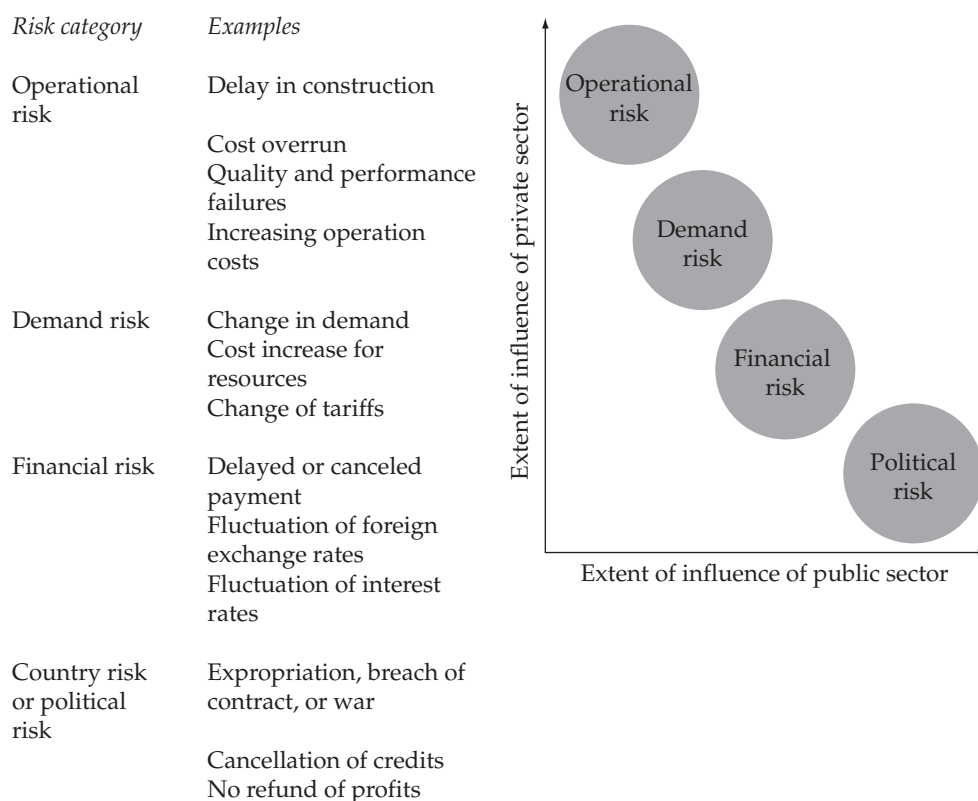 Risk category Examples
Operational risk
Delay in construction
Cost overrun
Quality and performance
failures
Increasing operation
costs
Demand risk
Change in demand
Cost increase for
resources
Change of tariffs
Financial risk
Delayed or canceled
payment
Fluctuation of foreign
exchange rates
Fluctuation of interest
rates
Country risk
or political
risk
Expropriation, breach of
contract, or war
Cancellation of credits
No refund of profits
Extent of influence of private sector
Operational
risk
Demand
risk
Financial
risk
Political
risk
Extent of influence of public sector